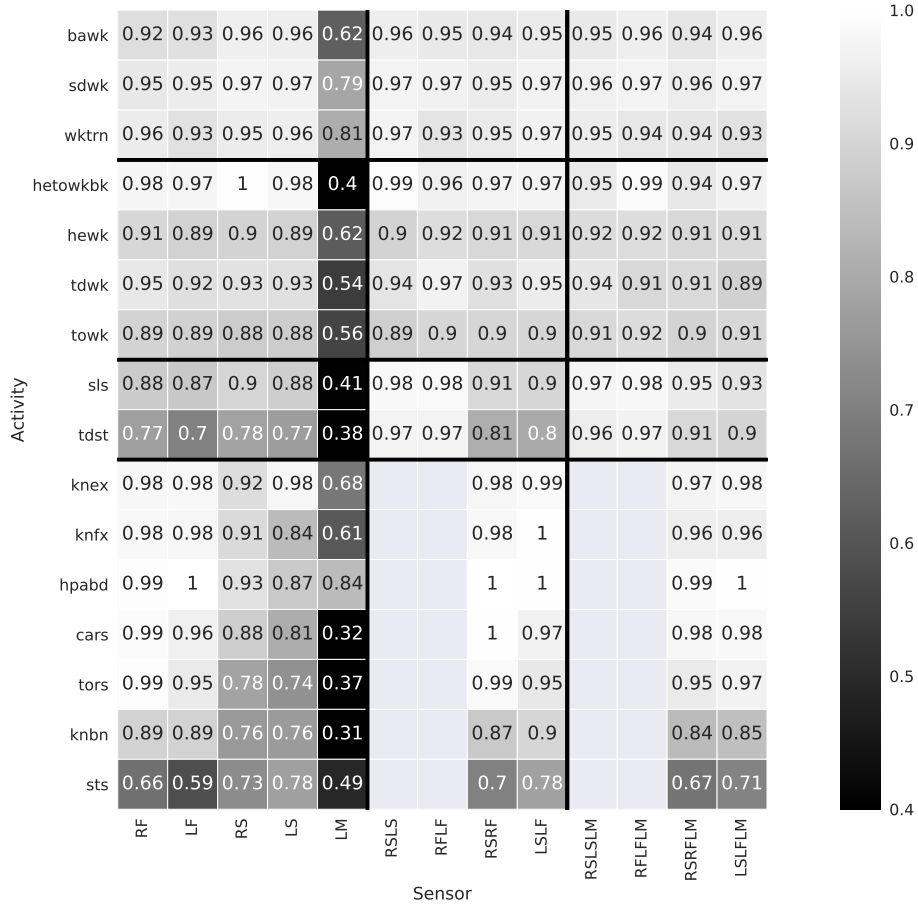 bawk 0.92 0.93 0.96 0.96 0.62 0.96 0.95 0.94 0.95 0.95 0.96 0.94 0.96
sdwk 0.95 0.95 0.97 0.97 0.79 0.97 0.97 0.95 0.97 0.96 0.97 0.96 0.97
wktrn 0.96 0.93 0.95 0.96 0.81 0.97 0.93 0.95 0.97 0.95 0.94 0.94 0.93
hetowkbk 0.98 0.97 1 0.98 0.4 0.99 0.96 0.97 0.97 0.95 0.99 0.94 0.97
hewk 0.91 0.89 0.9 0.89 0.62 0.9 0.92 0.91 0.91 0.92 0.92 0.91 0.91
tdwk 0.95 0.92 0.93 0.93 0.54 0.94 0.97 0.93 0.95 0.94 0.91 0.91 0.89
towk 0.89 0.89 0.88 0.88 0.56 0.89 0.9 0.9 0.9 0.91 0.92 0.9 0.91
sls 0.88 0.87 0.9 0.88 0.41 0.98 0.98 0.91 0.9 0.97 0.98 0.95 0.93
tdst 0.77 0.7 0.78 0.77 0.38 0.97 0.97 0.81 0.8 0.96 0.97 0.91 0.9
knex 0.98 0.98 0.92 0.98 0.68 0.98 0.99 0.97 0.98
knfx 0.98 0.98 0.91 0.84 0.61 0.98 1 0.96 0.96
hpabd 0.99 1 0.93 0.87 0.84 1 1 0.99 1
cars 0.99 0.96 0.88 0.81 0.32 1 0.97 0.98 0.98
tors 0.99 0.95 0.78 0.74 0.37 0.99 0.95 0.95 0.97
knbn 0.89 0.89 0.76 0.76 0.31 0.87 0.9 0.84 0.85
sts 0.66 0.59 0.73 0.78 0.49 0.7 0.78 0.67 0.71
RF LF RS LS LM RSLS RFLF RSRF LSLF RSLSLM RFLFLM RSRFLM LSLFLM
Sensor
Activity
1.0
0.9
0.8
0.7
0.6
0.5
0.4